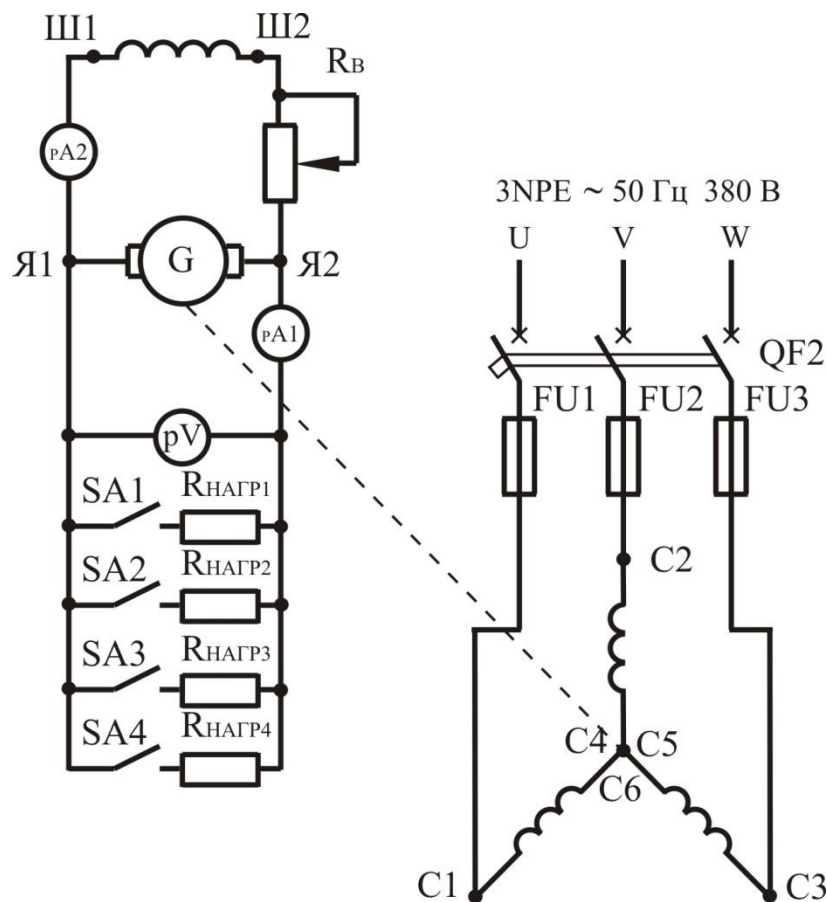 Ш1
Ш2
RВ
pA2
3NPE ~ 50 Гц 380 В
U
V
W
Я1
G
Я2
pA1
QF2
FU1
FU2
FU3
pV
SA1
RНАГР1
SA2
RНАГР2
C2
SA3
RНАГР3
SA4
RНАГР4
C4
C5
C6
C1
C3